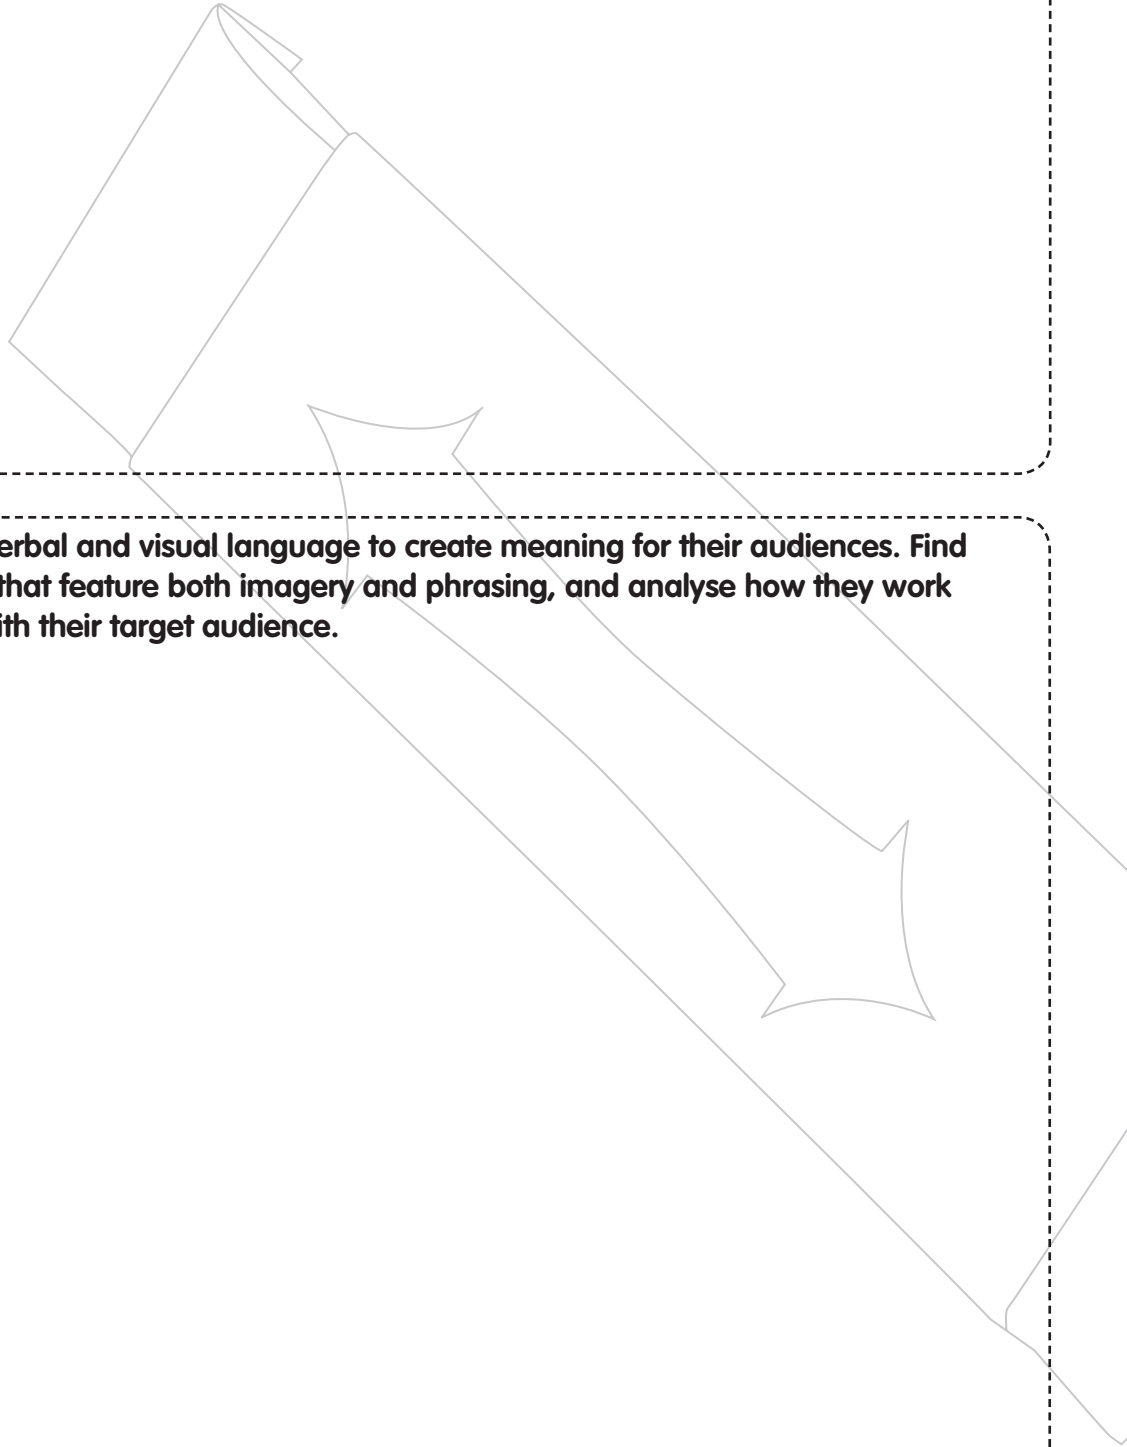 erbal and visual language to create meaning for their audiences. Find
that feature both imagery and phrasing, and analyse how they work
ith their target audience.